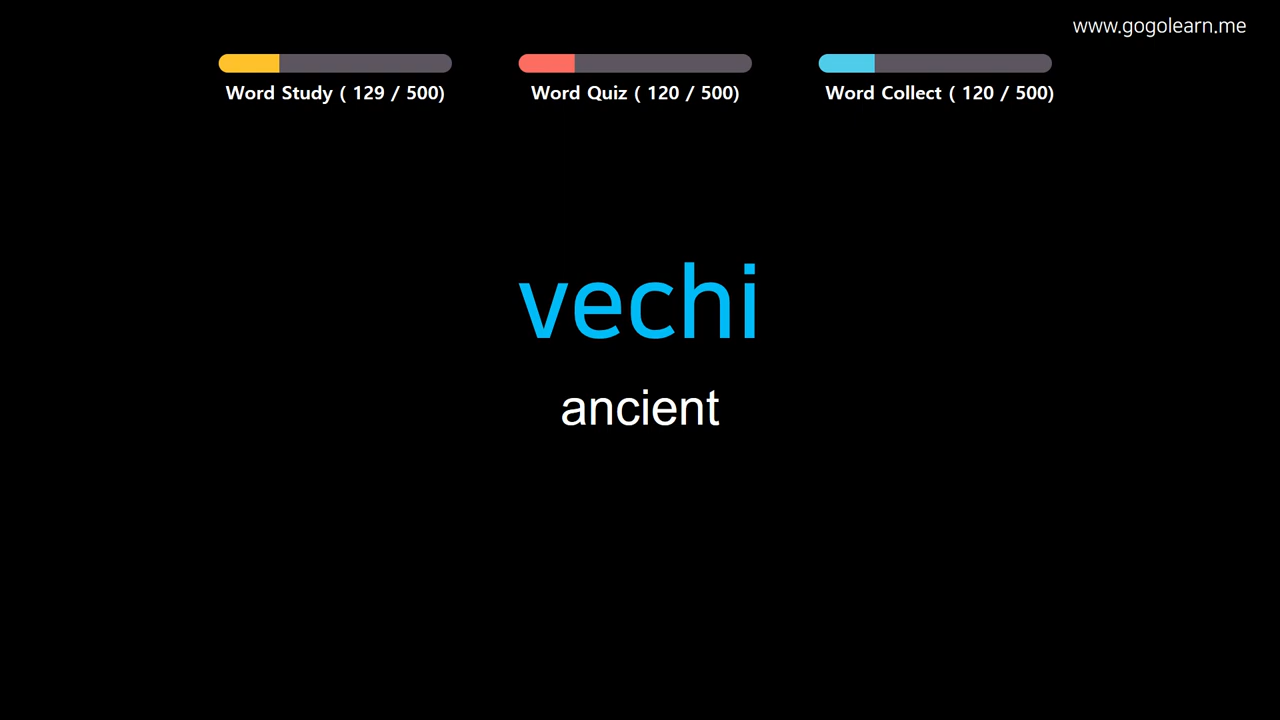 www.gogolearn.me
Word Study ( 129 / 500)
Word Quiz ( 120 / 500)
Word Collect ( 120 / 500)
vechi
ancient